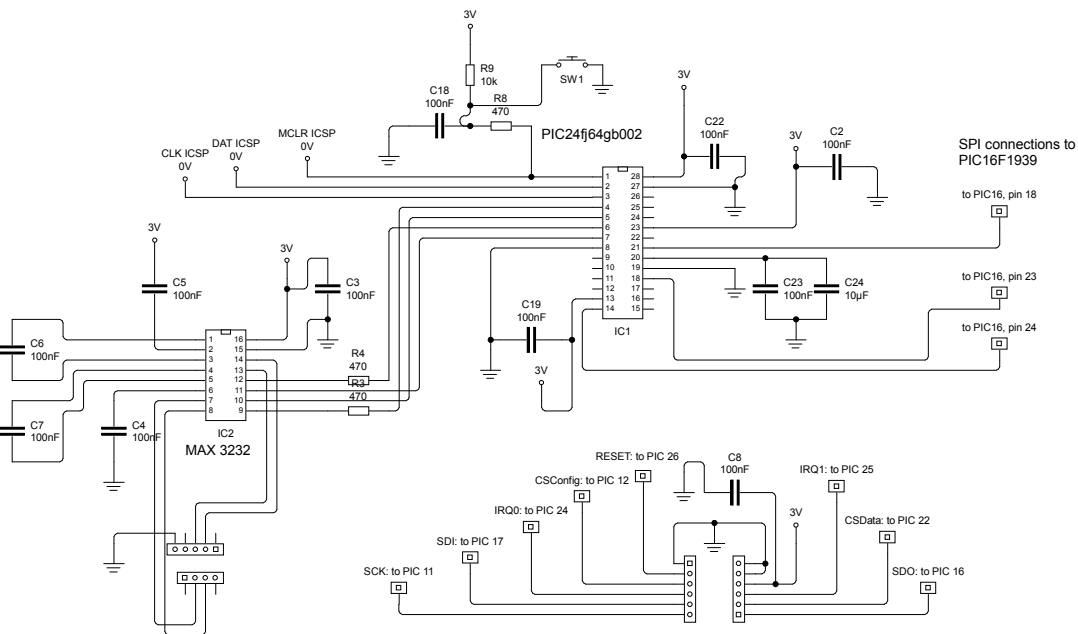 3V
R9
10k
SW1
C18
100nF
R8
470
PIC24fj64gb002
3V
C22
100nF
3V
C2
100nF
SPI connections to
PIC16F1939
MCLR ICSP
0V
DAT ICSP
0V
CLK ICSP
0V
1
2
3
4
5
6
7
8
9
10
11
12
13
14
28
27
26
25
24
23
22
21
20
19
18
17
16
15
IC1
to PIC16, pin 18
to PIC16, pin 23
to PIC16, pin 24
C23
100nF
C24
10µF
C19
100nF
3V
3V
C5
100nF
3V
C3
100nF
C6
100nF
C7
100nF
C4
100nF
1
2
3
4
5
6
7
8
16
15
14
13
12
11
10
9
IC2
MAX 3232
R4
470
R3
470
RESET: to PIC 26
C8
100nF
CSConfig: to PIC 12
IRQ1: to PIC 25
IRQ0: to PIC 24
3V
CSData: to PIC 22
SDI: to PIC 17
SCK: to PIC 11
SDO: to PIC 16